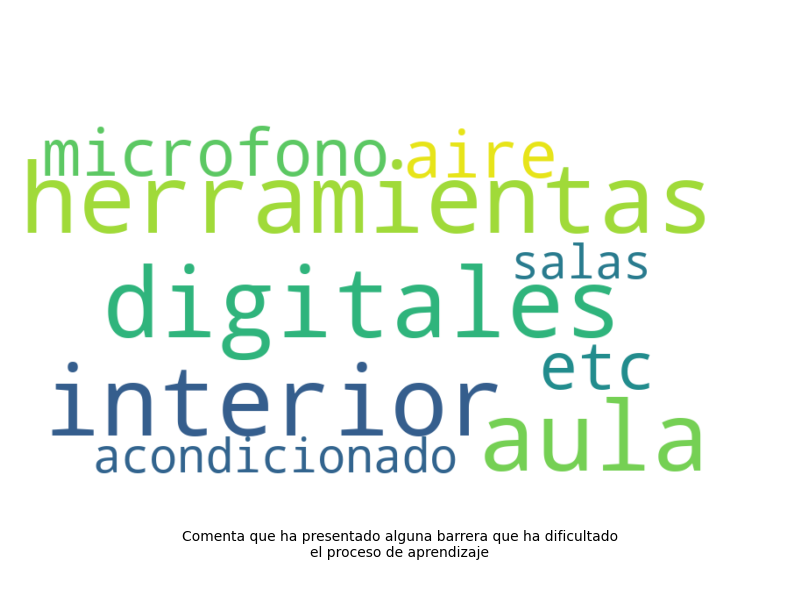 microfono aire
herramientas
salas
digitales
etc
interior
aula
acondicionado
Comenta que ha presentado alguna barrera que ha dificultado
el proceso de aprendizaje